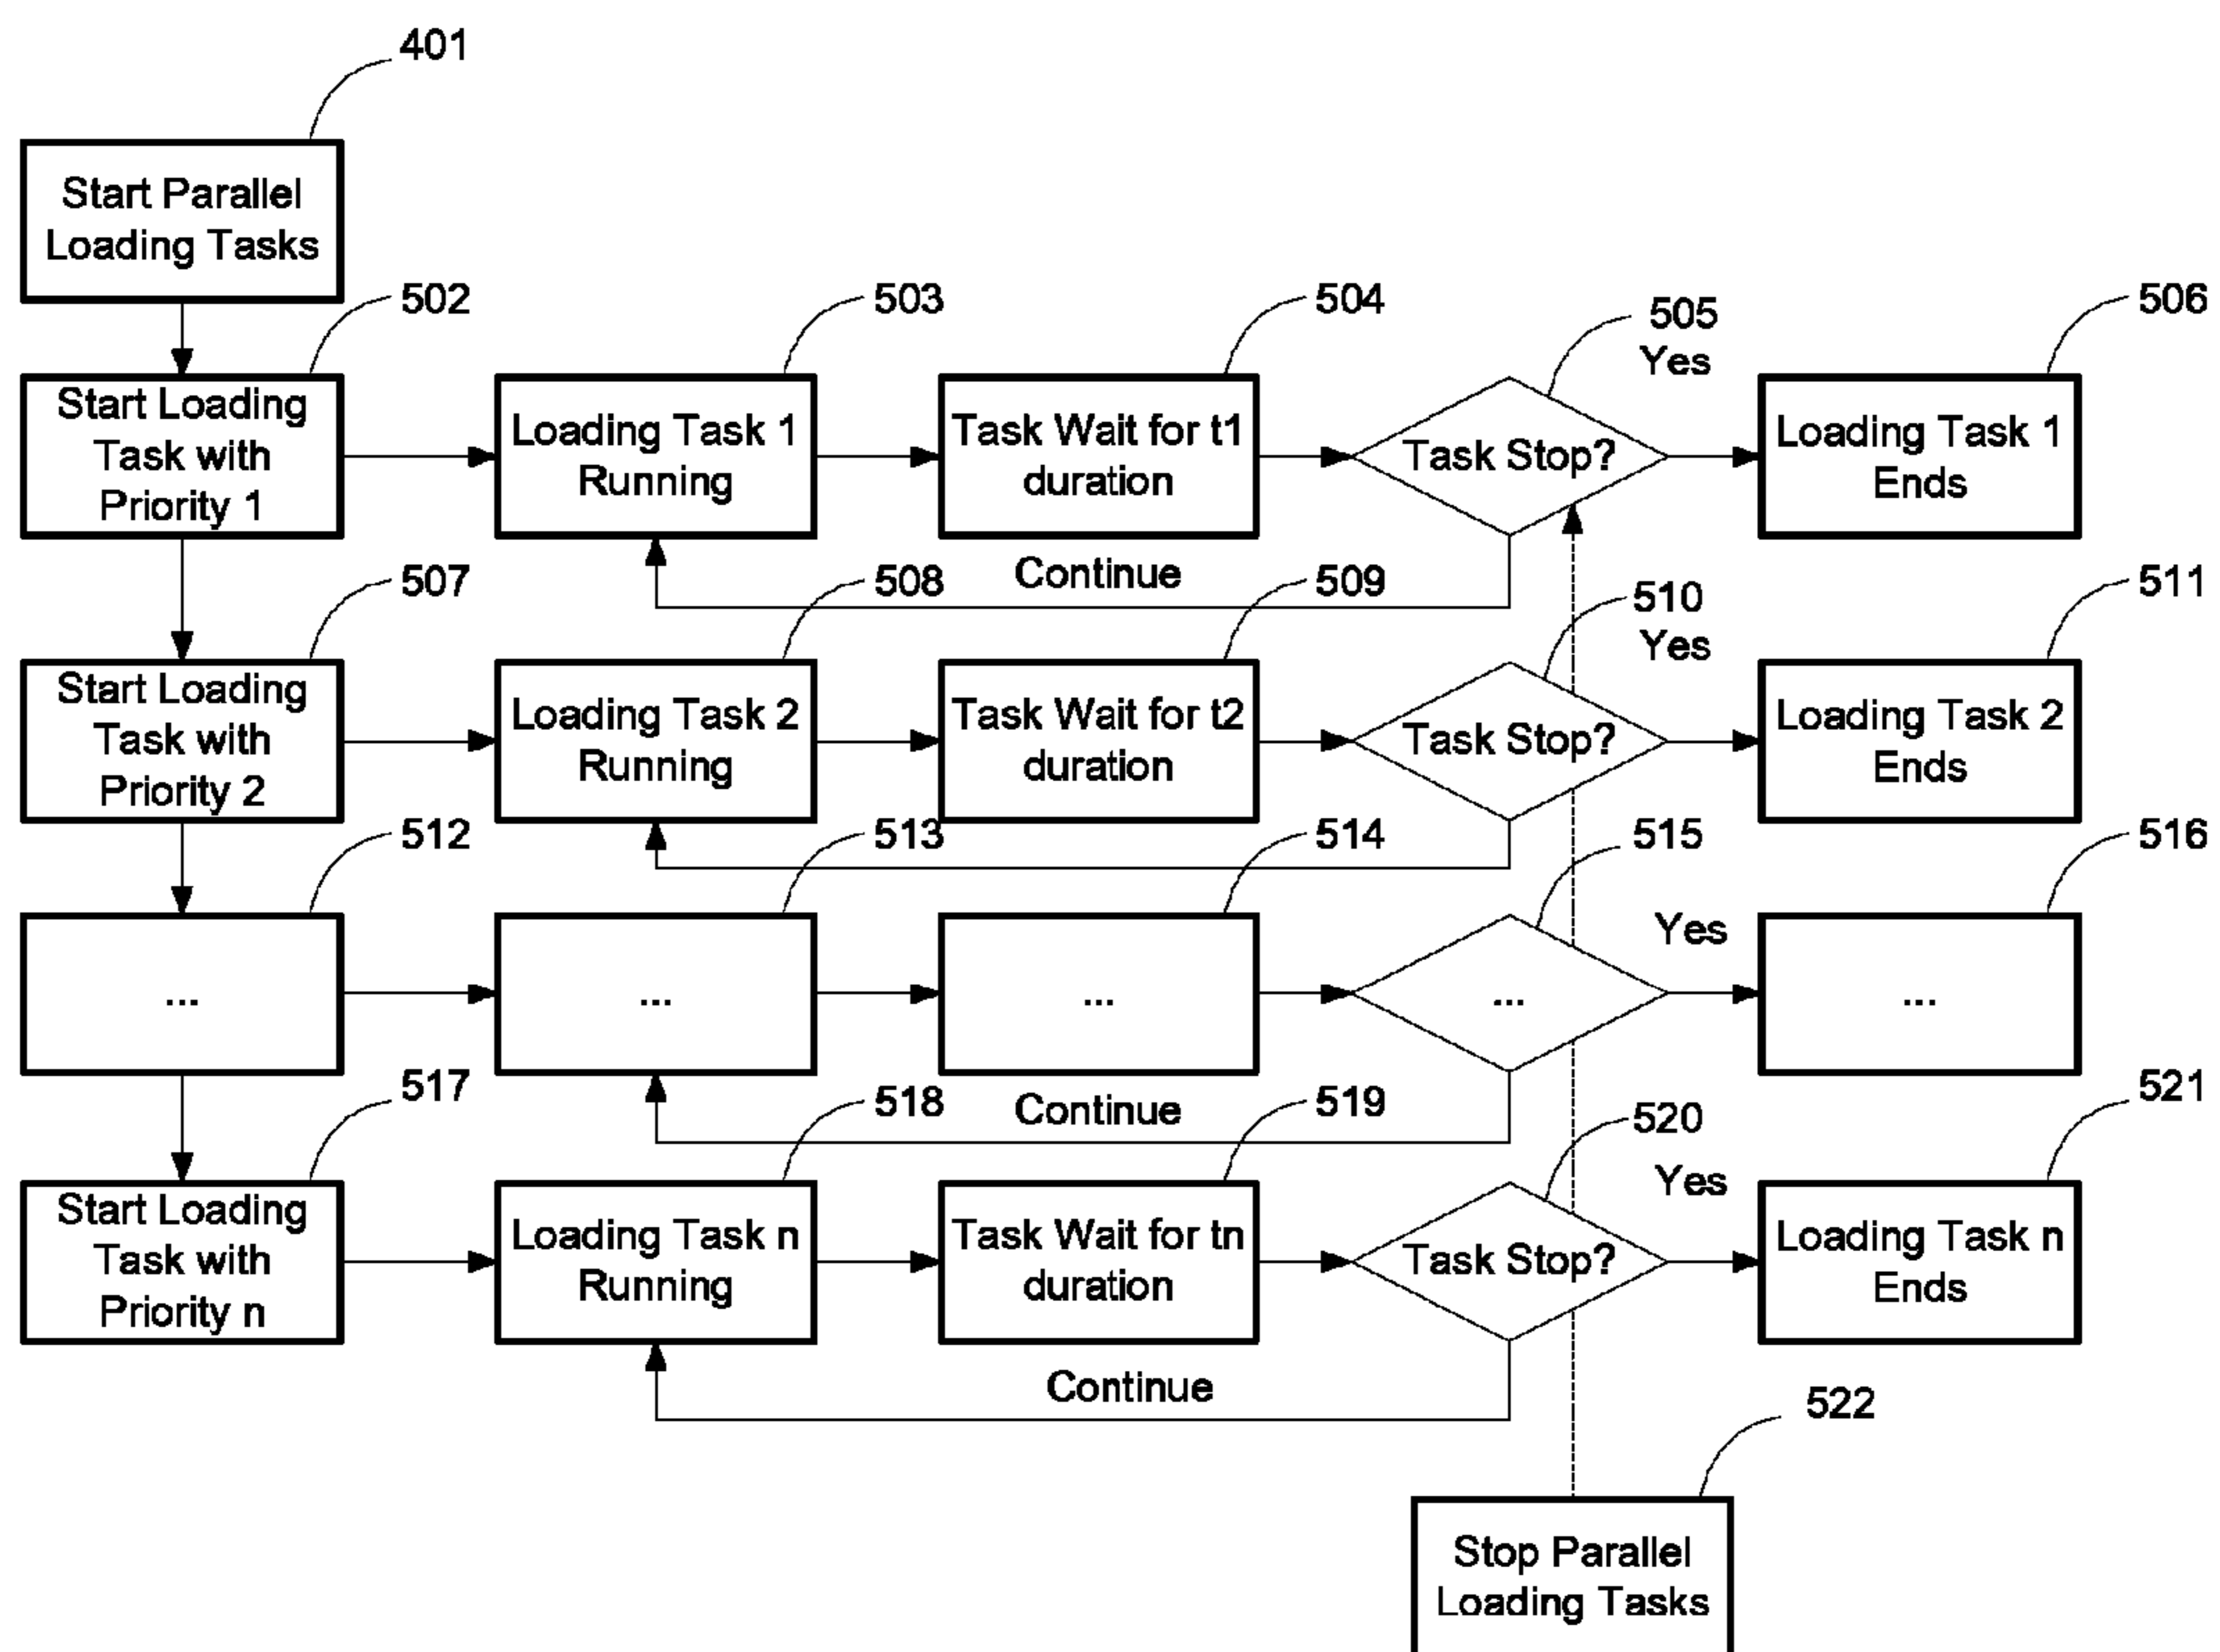 401
Start Parallel
Loading Tasks
502
503
504
505
506
Yes
Start Loading
Task with
Priority 1
Loading Task 1
Running
Task Wait for t1
duration
Task Stop?
Loading Task 1
Ends
Continue
507
508
509
510
511
Yes
Start Loading
Task with
Priority 2
Loading Task 2
Running
Task Wait for t2
duration
Task Stop?
Loading Task 2
Ends
512
513
514
515
516
Yes
...
...
...
...
...
Continue
517
518
519
520
521
Yes
Start Loading
Task with
Priority n
Loading Task n
Running
Task Wait for tn
duration
Task Stop?
Loading Task n
Ends
Continue
522
Stop Parallel
Loading Tasks